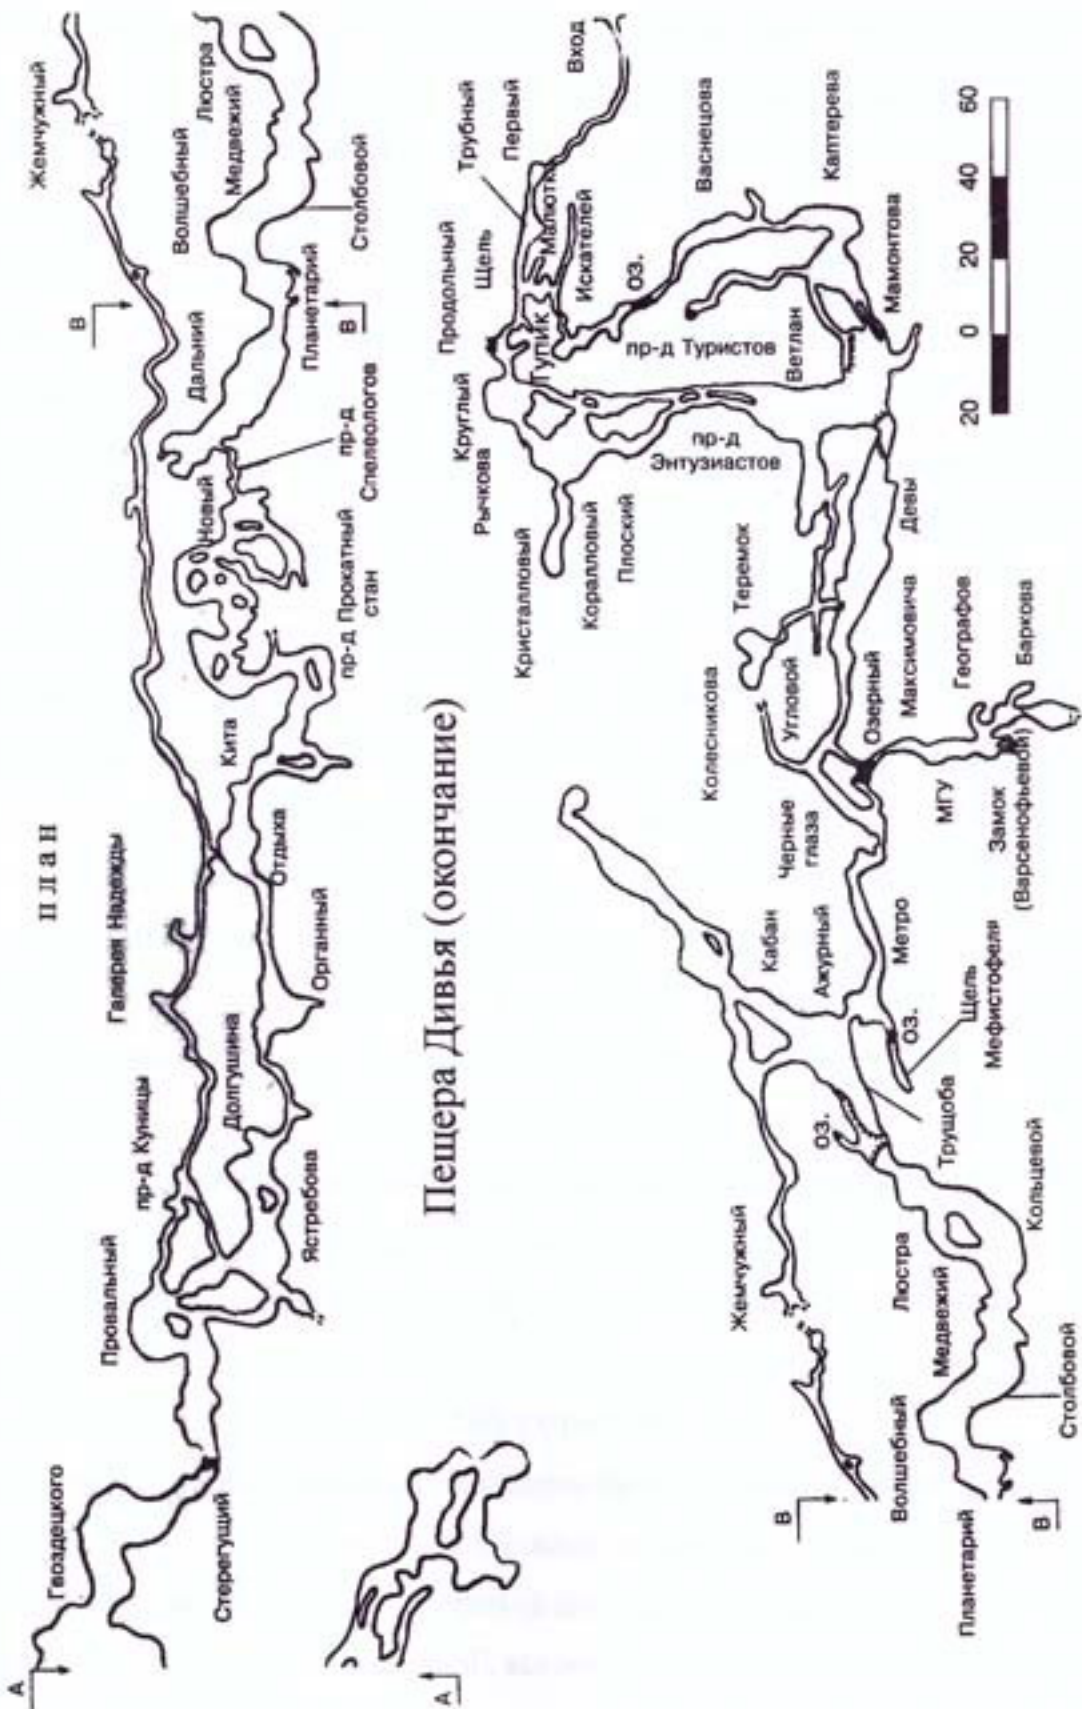 план
Гвоздецкого
Провальный
пр-д Куницы
Галерея Надежды
Жемчужный
A
B
Стерегущий
Ястребова
Долгушина
Органный
Отдыха
Кита
пр-д Прокатный
стан
Новый
пр-д
Спелеологов
Дальний
Планетарий
Волшебный
Медвежий
Люстра
Столбовой
B
A
Пещера Дивья (окончание)
Кристалловый
Коралловый
Плоский
Рычкова
Круглый
Продольный
Щель
Трубный
Первый
Вход
Тупик
Малютка
Искателей
оз.
Васнецова
Каптерева
пр-д Туристов
Ветлан
Мамонтова
пр-д
Энтузиастов
Девы
Теремок
Колесникова
Угловой
Озерный
Максимовича
Географов
Баркова
МГУ
Замок
(Варсенофьевой)
Черные
глаза
Кабан
Ажурный
Метро
оз.
Щель
Мефистофеля
Трущоба
оз.
Кольцевой
Жемчужный
Люстра
Медвежий
Столбовой
Волшебный
Планетарий
B
B
20
0
20
40
60